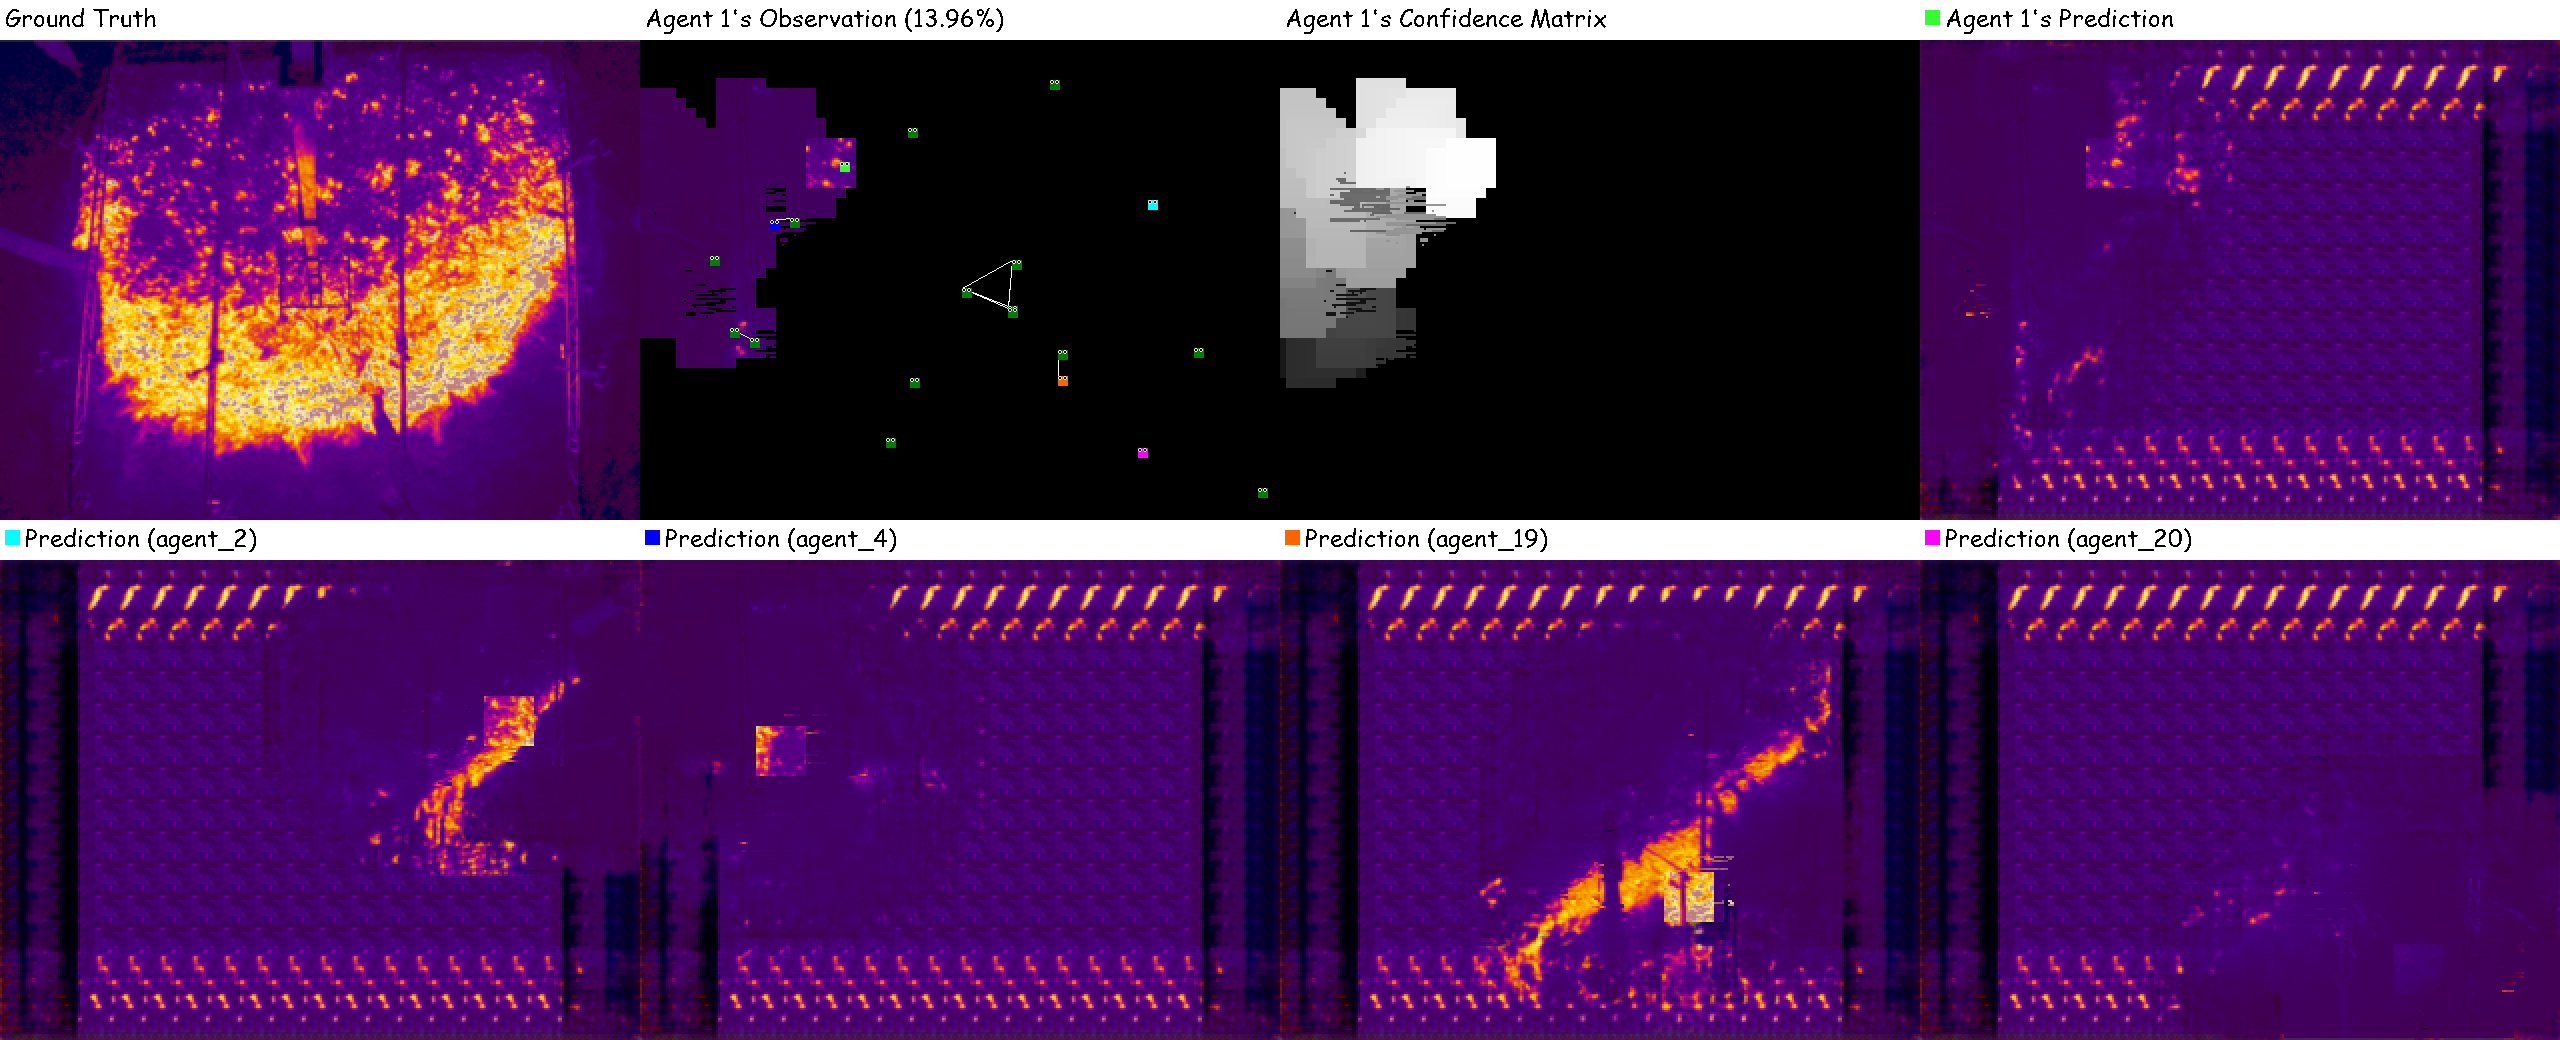 Ground Truth
Agent 1's Observation (13.96%)
Agent 1's Confidence Matrix
Agent 1's Prediction
Prediction (agent_2)
Prediction (agent_4)
Prediction (agent_19)
Prediction (agent_20)